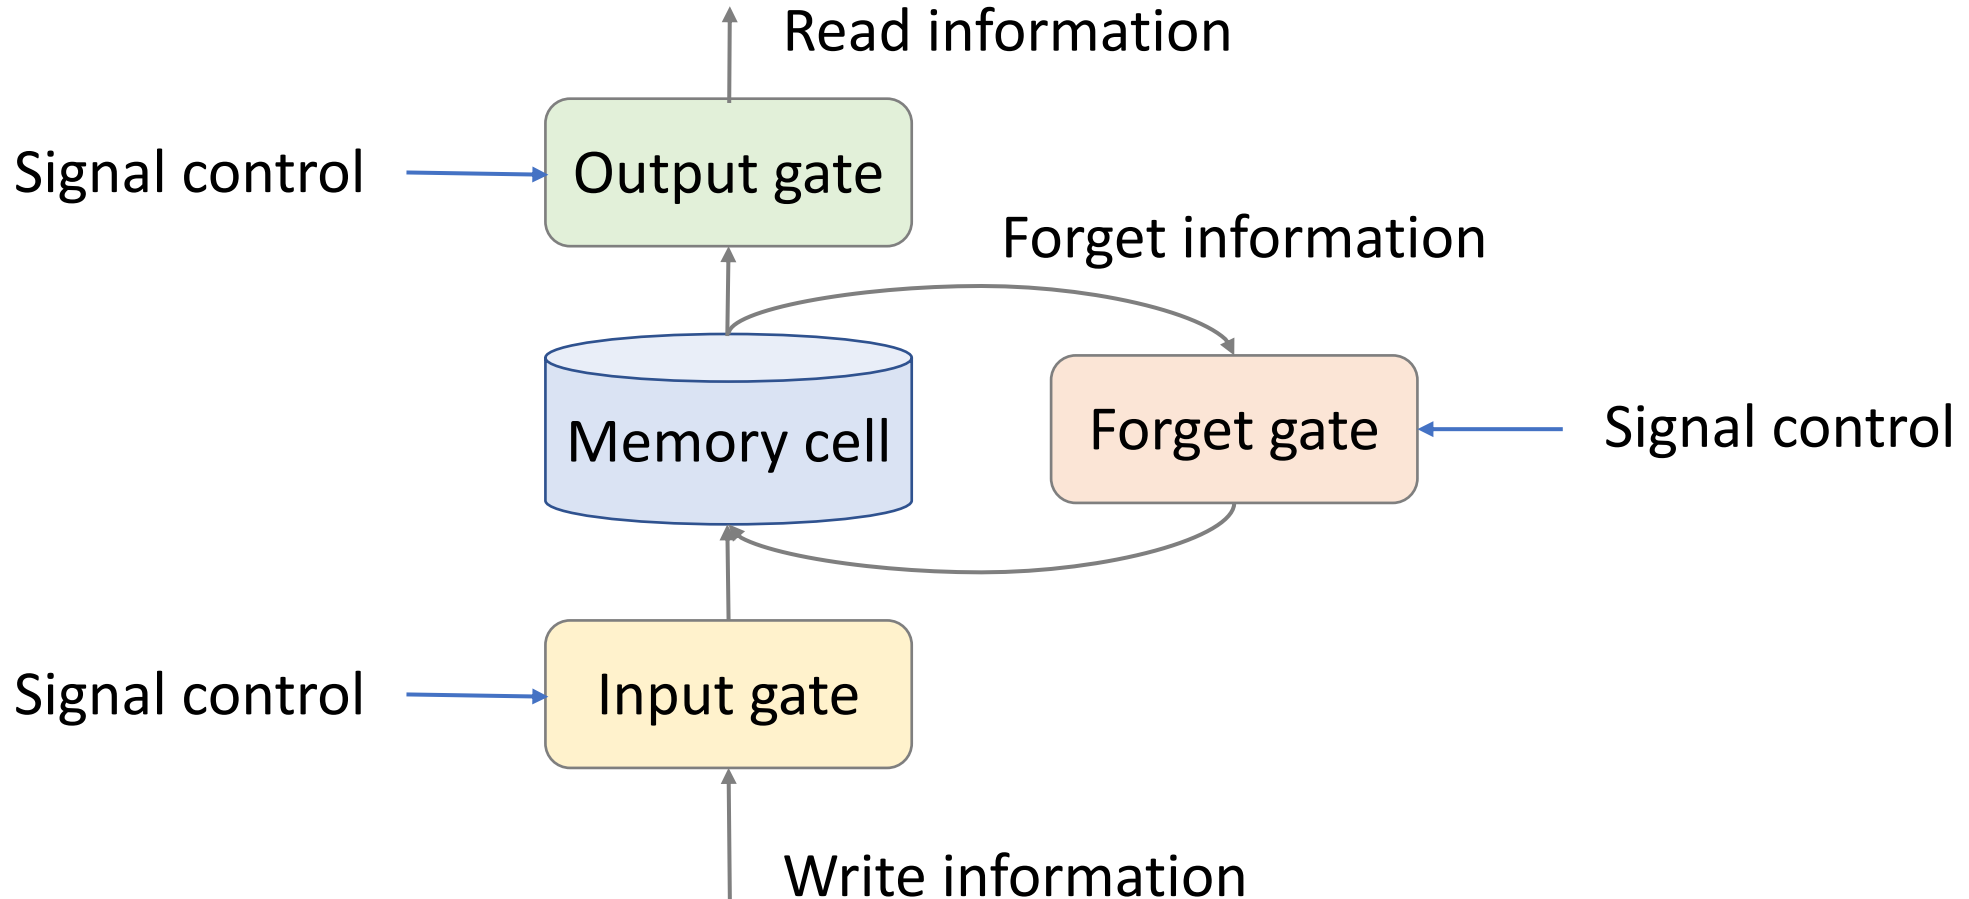 Read information
Signal control
Output gate
Forget information
Memory cell
Forget gate
Signal control
Signal control
Input gate
Write information